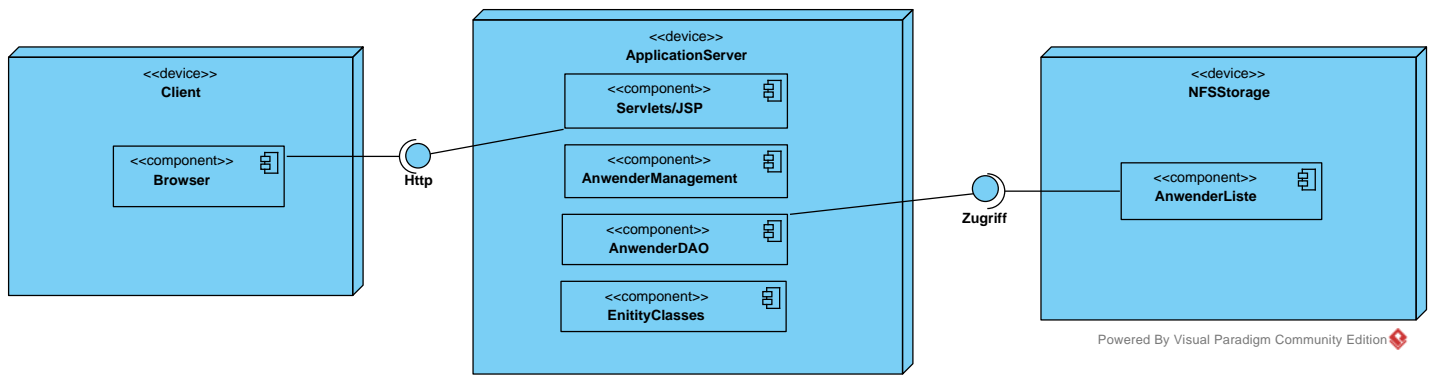 <<device>>
Client
<<component>>
Browser
Http
<<device>>
ApplicationServer
<<component>>
Servlets/JSP
<<component>>
AnwenderManagement
<<component>>
AnwenderDAO
<<component>>
EnitityClasses
Zugriff
<<device>>
NFSStorage
<<component>>
AnwenderListe
Powered By Visual Paradigm Community Edition